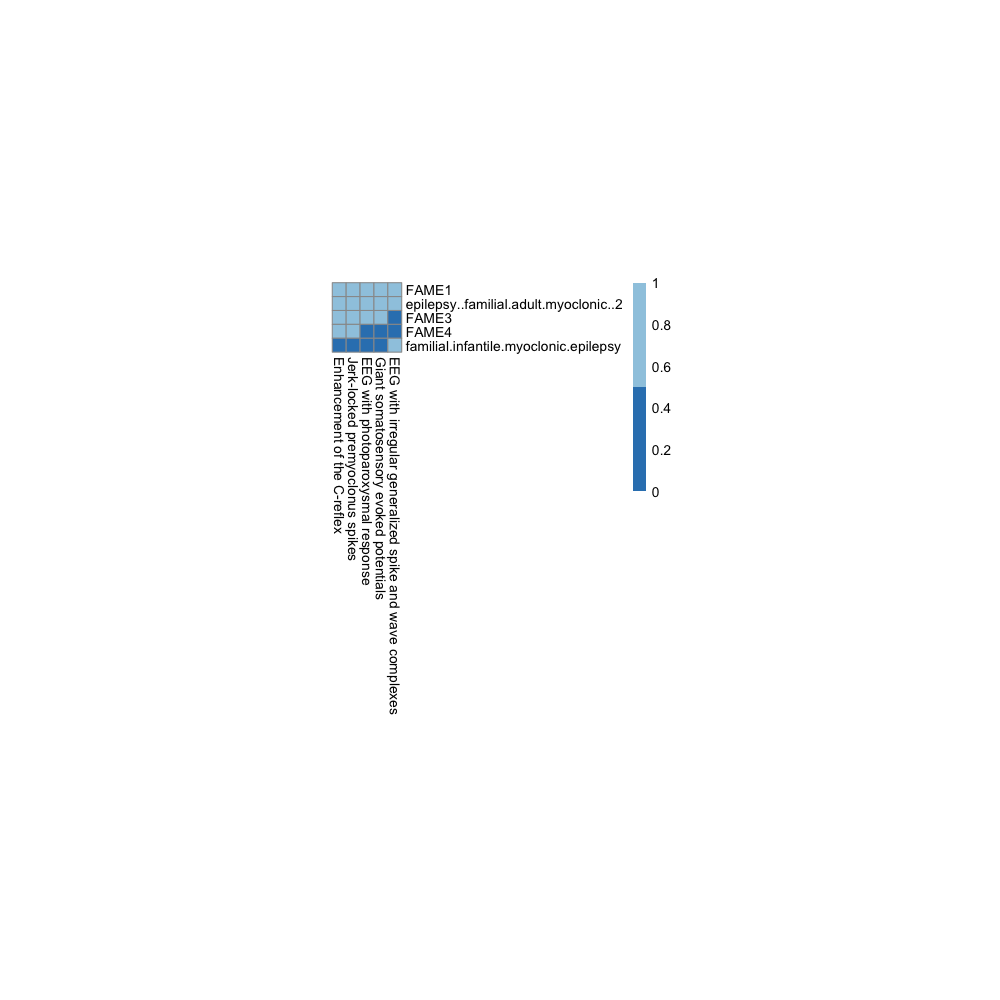 FAME1
epilepsy..familial.adult.myoclonic..2
FAME3
FAME4
familial.infantile.myoclonic.epilepsy
Enhancement of the C-reflex
Jerk-locked premyoclonus spikes
EEG with photoparoxysmal response
Giant somatosensory evoked potentials
EEG with irregular generalized spike and wave complexes
1
0.8
0.6
0.4
0.2
0